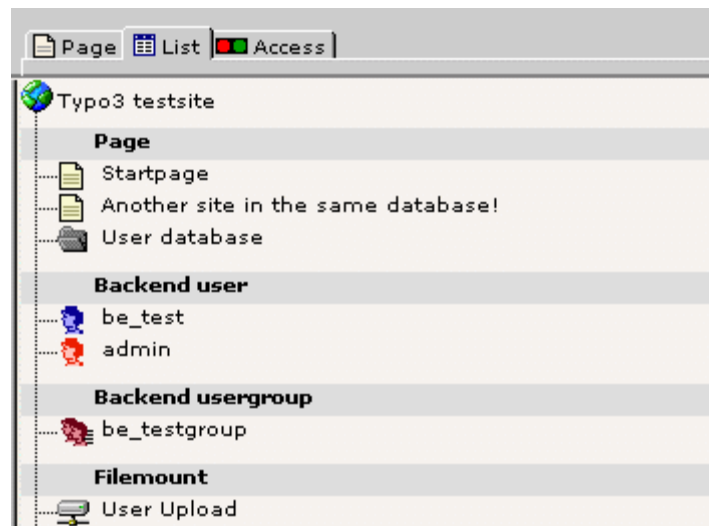 Page List Access
Typo3 testsite
Page
Startpage
Another site in the same database!
User database
Backend user
be_test
admin
Backend usergroup
be_testgroup
Filemount
User Upload